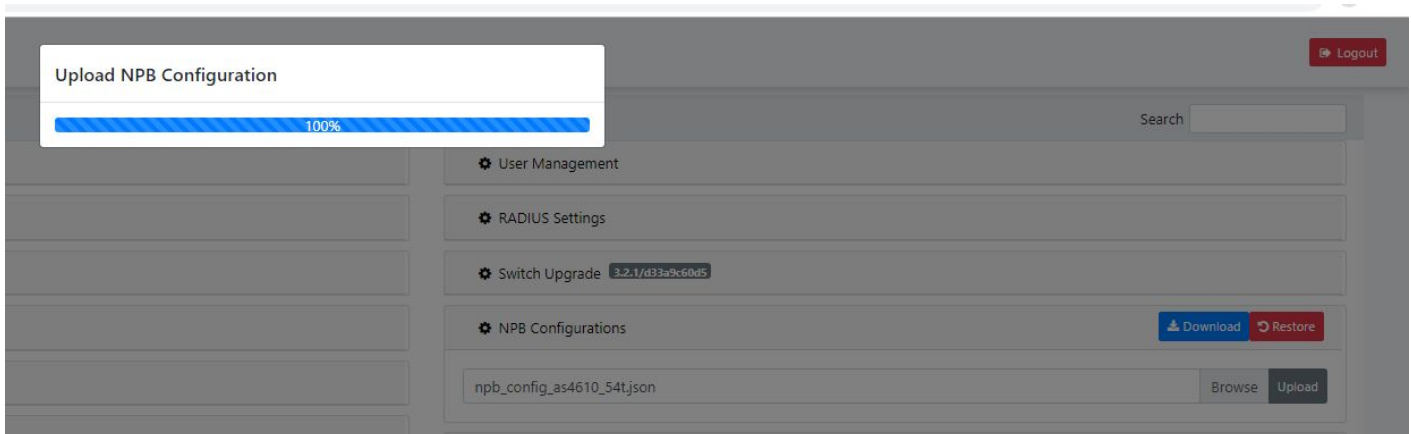 Logout
Upload NPB Configuration
100%
Search
User Management
RADIUS Settings
Switch Upgrade 3.2.1/d33a9c60d5
NPB Configurations Download Restore
npb_config_as4610_54t.json Browse Upload